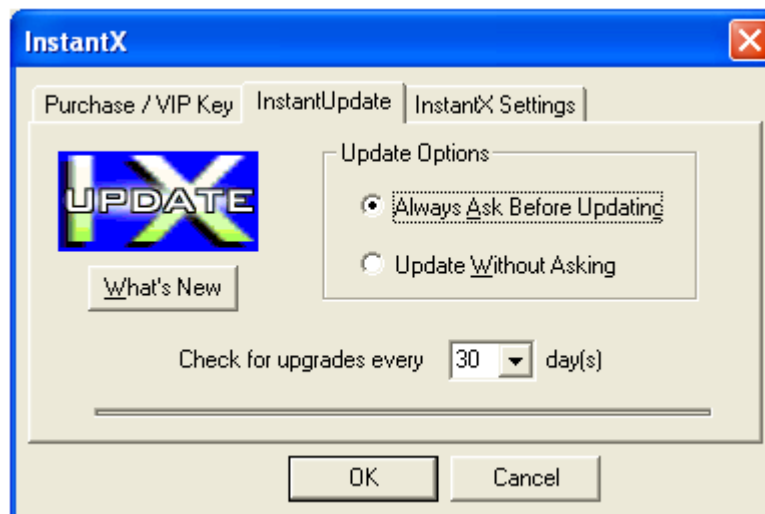 InstantX
Purchase / VIP Key InstantUpdate InstantX Settings
IX
UPDATE
Update Options
Always Ask Before Updating
Update Without Asking
What's New
Check for upgrades every 30 day(s)
OK Cancel